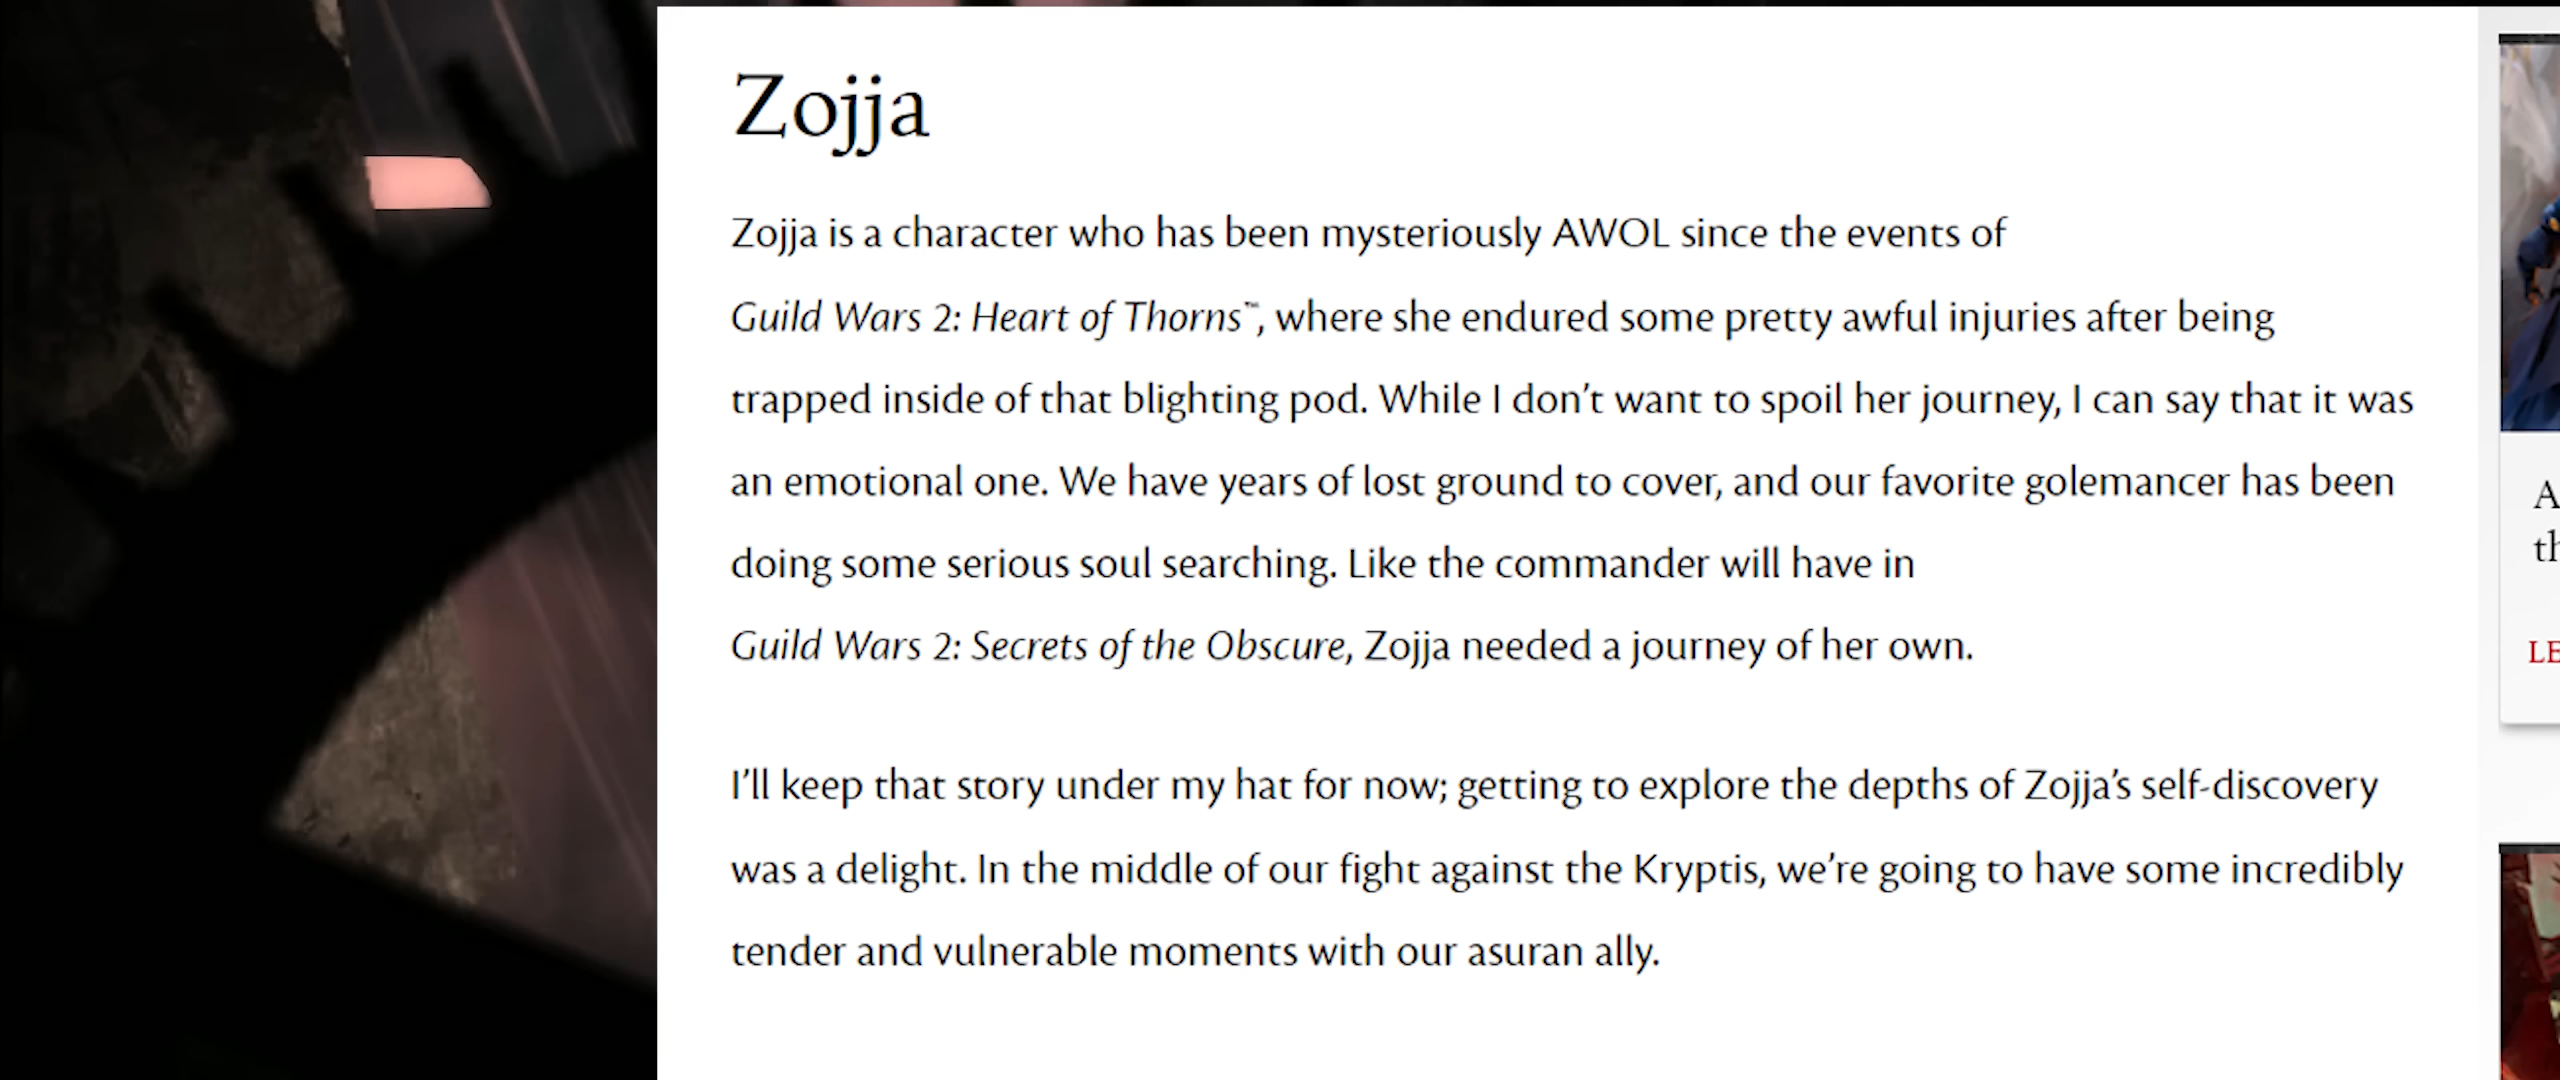 Zojja
Zojja is a character who has been mysteriously AWOL since the events of
Guild Wars 2: Heart of Thorns™, where she endured some pretty awful injuries after being
trapped inside of that blighting pod. While I don’t want to spoil her journey, I can say that it was
an emotional one. We have years of lost ground to cover, and our favorite golemancer has been
doing some serious soul searching. Like the commander will have in
Guild Wars 2: Secrets of the Obscure, Zojja needed a journey of her own.
I’ll keep that story under my hat for now; getting to explore the depths of Zojja’s self-discovery
was a delight. In the middle of our fight against the Kryptis, we’re going to have some incredibly
tender and vulnerable moments with our asuran ally.